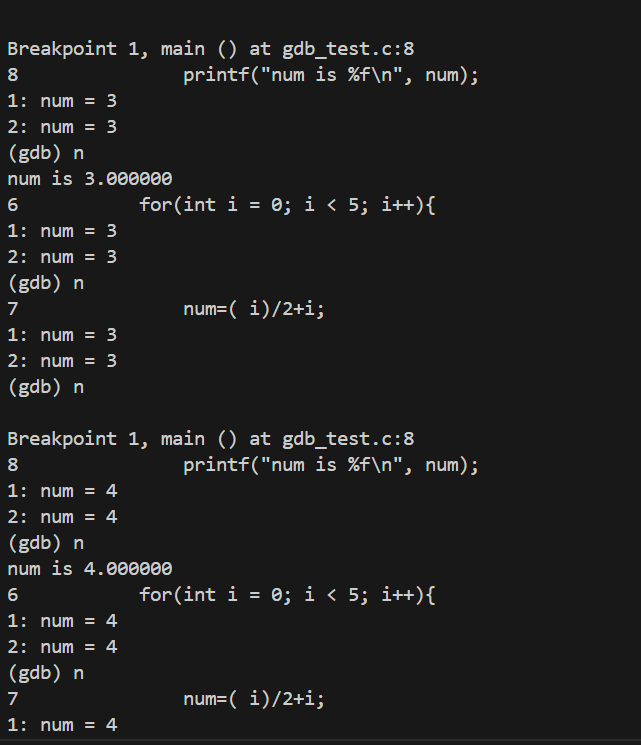 Breakpoint 1, main () at gdb_test.c:8
8               printf("num is %f\n", num);
1: num = 3
2: num = 3
(gdb) n
num is 3.000000
6           for(int i = 0; i < 5; i++){
1: num = 3
2: num = 3
(gdb) n
7               num=( i)/2+i;
1: num = 3
2: num = 3
(gdb) n

Breakpoint 1, main () at gdb_test.c:8
8               printf("num is %f\n", num);
1: num = 4
2: num = 4
(gdb) n
num is 4.000000
6           for(int i = 0; i < 5; i++){
1: num = 4
2: num = 4
(gdb) n
7               num=( i)/2+i;
1: num = 4